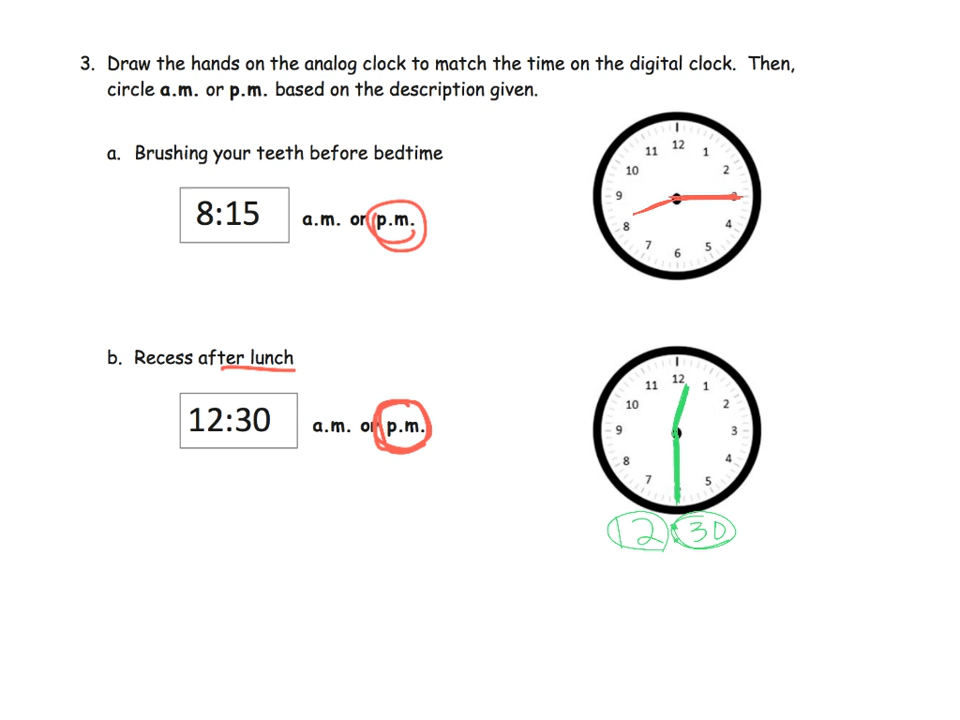 3. Draw the hands on the analog clock to match the time on the digital clock. Then,
circle a.m. or p.m. based on the description given.
a. Brushing your teeth before bedtime
8:15 a.m. or p.m.
12
11 1
10 2
9 3
8 4
7 5
6
b. Recess after lunch
12:30 a.m. or p.m.
12
11 1
10 2
9 3
8 4
7 5
12:30